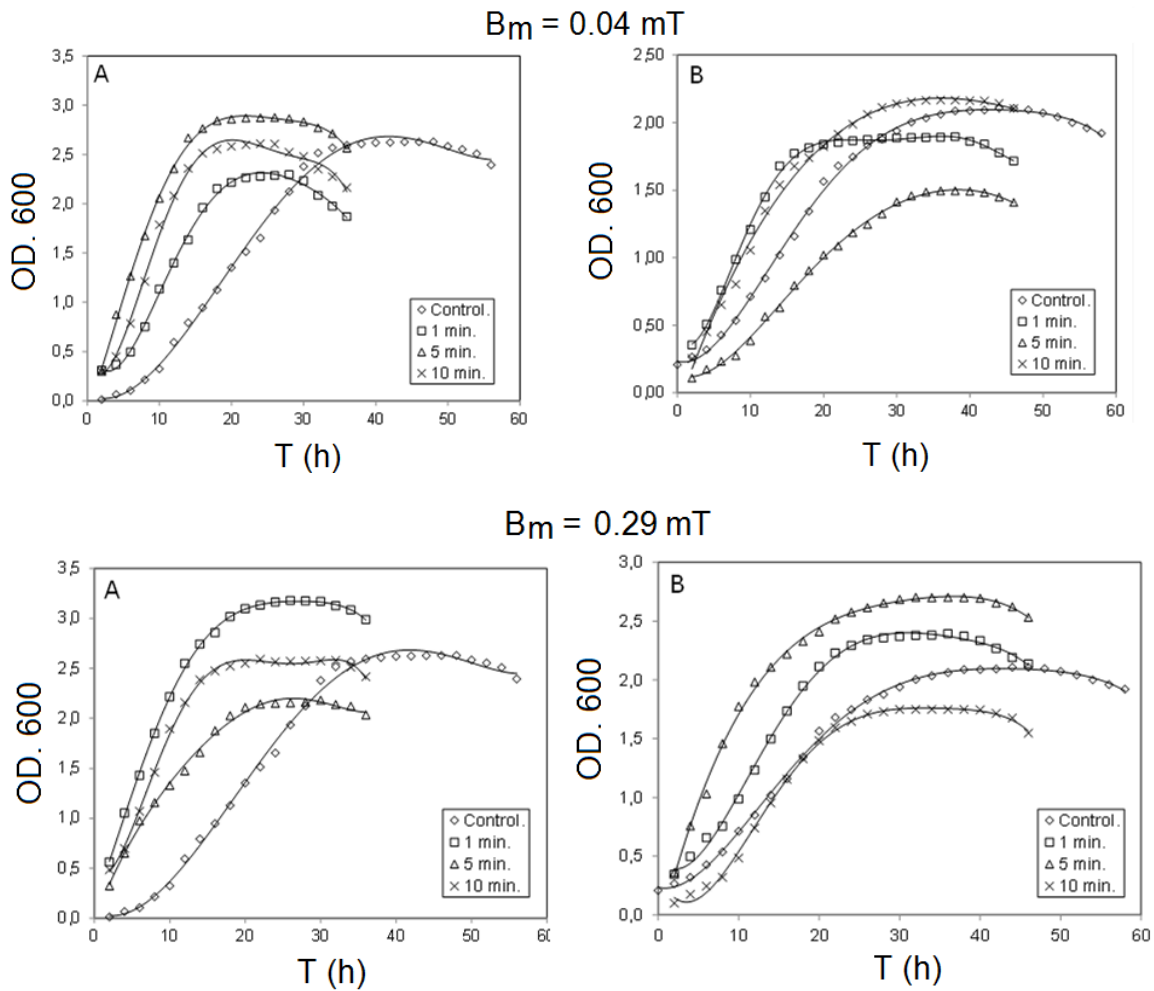 Bm = 0.04 mT
A
3,5
3,0
2,5
2,0
1,5
1,0
0,5
0,0
OD. 600
0 10 20 30 40 50 60
T (h)
Control.
1 min.
5 min.
10 min.
B
2,50
2,00
1,50
1,00
0,50
0,00
OD. 600
0 10 20 30 40 50 60
T (h)
Control.
1 min.
5 min.
10 min.
Bm = 0.29 mT
A
3,5
3,0
2,5
2,0
1,5
1,0
0,5
0,0
OD. 600
0 10 20 30 40 50 60
T (h)
Control.
1 min.
5 min.
10 min.
B
3,0
2,5
2,0
1,5
1,0
0,5
0,0
OD. 600
0 10 20 30 40 50 60
T (h)
Control.
1 min.
5 min.
10 min.